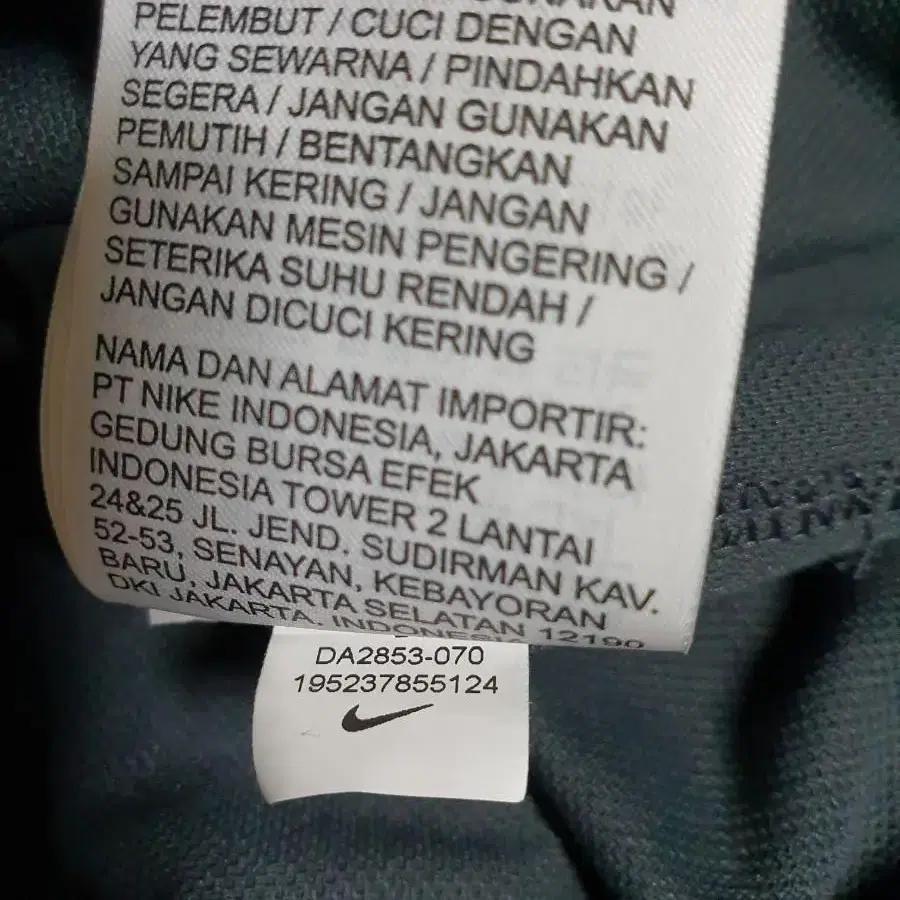 PELEMBUT / CUCI DENGAN
YANG SEWARNA / PINDAHKAN
SEGERA / JANGAN GUNAKAN
PEMUTIH / BENTANGKAN
SAMPAI KERING / JANGAN
GUNAKAN MESIN PENGERING /
SETERIKA SUHU RENDAH /
JANGAN DICUCI KERING
NAMA DAN ALAMAT IMPORTIR:
PT NIKE INDONESIA, JAKARTA
GEDUNG BURSA EFEK
INDONESIA TOWER 2 LANTAI
24&25 JL. JEND. SUDIRMAN KAV.
52-53, SENAYAN, KEBAYORAN
BARU, JAKARTA SELATAN 12190
DKI JAKARTA, INDONESIA
DA2853-070
195237855124